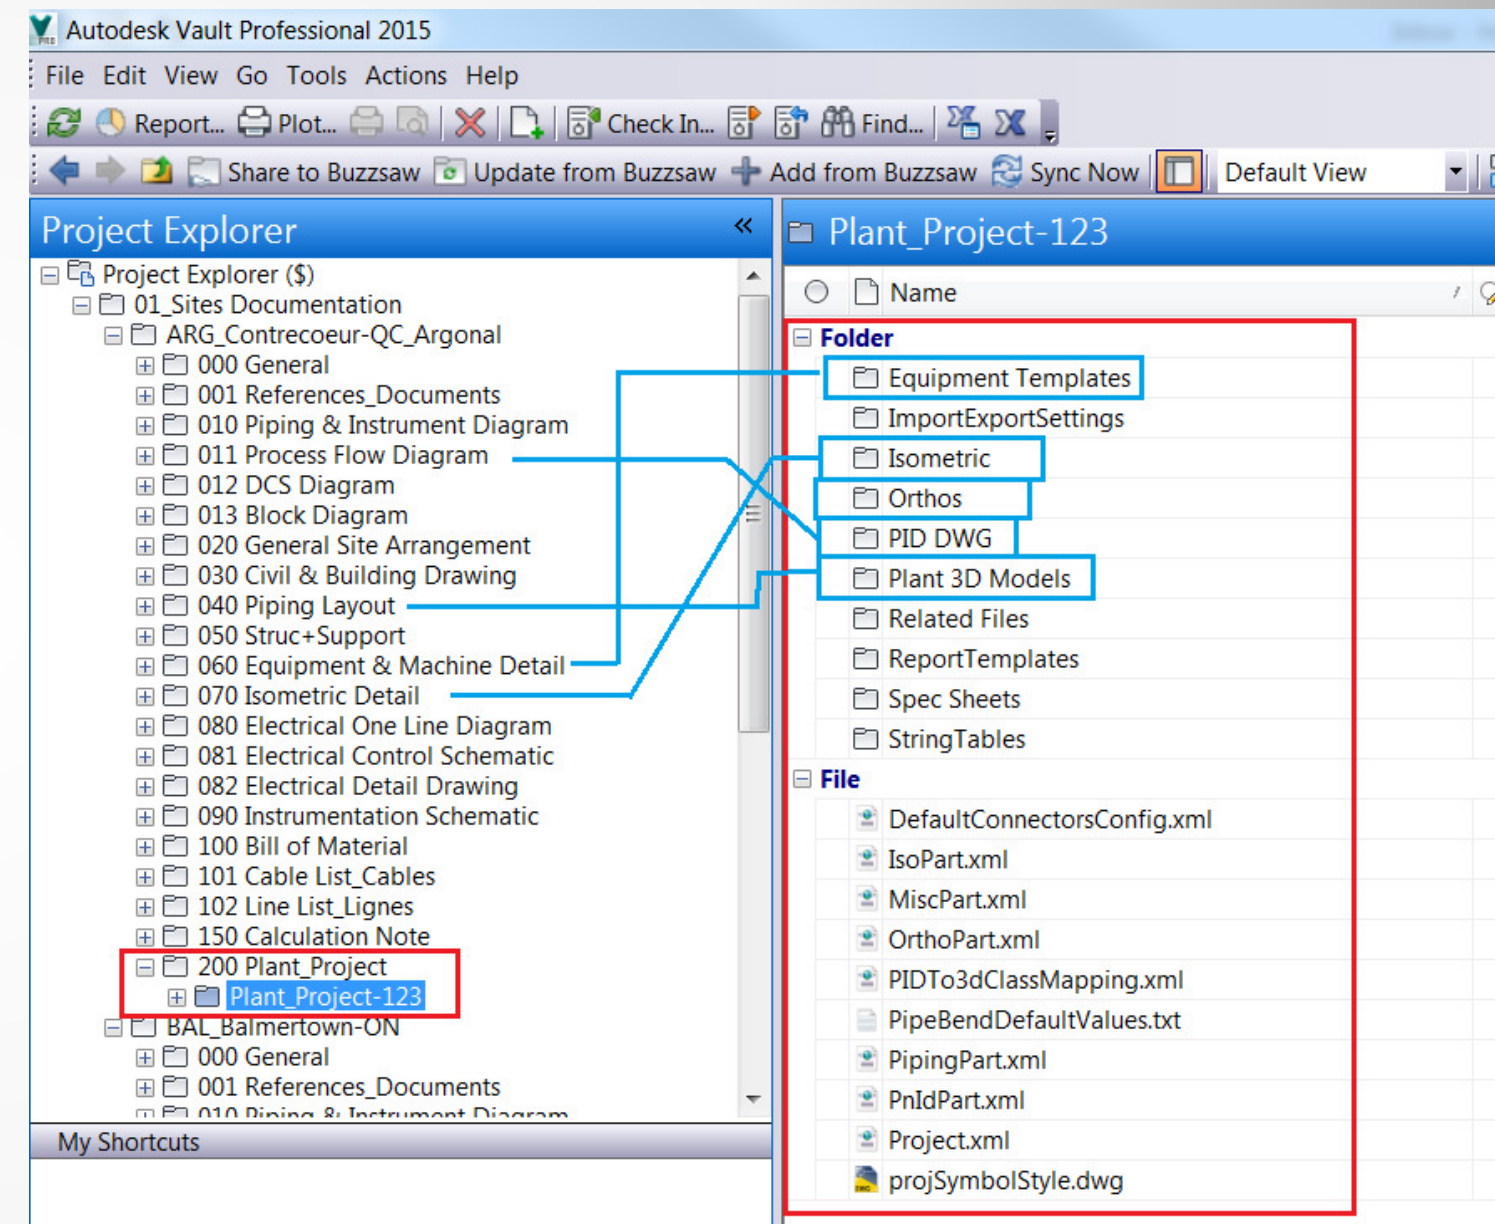 Autodesk Vault Professional 2015
File Edit View Go Tools Actions Help
Report... Plot... Check In... Find...
Share to Buzzsaw Update from Buzzsaw Add from Buzzsaw Sync Now Default View
Project Explorer «
Project Explorer ($)
01_Sites Documentation
ARG_Contrecoeur-QC_Argonal
000 General
001 References_Documents
010 Piping & Instrument Diagram
011 Process Flow Diagram
012 DCS Diagram
013 Block Diagram
020 General Site Arrangement
030 Civil & Building Drawing
040 Piping Layout
050 Struc+Support
060 Equipment & Machine Detail
070 Isometric Detail
080 Electrical One Line Diagram
081 Electrical Control Schematic
082 Electrical Detail Drawing
090 Instrumentation Schematic
100 Bill of Material
101 Cable List_Cables
102 Line List_Lignes
150 Calculation Note
200 Plant_Project
Plant_Project-123
BAL_Balmertown-ON
000 General
001 References_Documents
010 Piping & Instrument Diagram
My Shortcuts
Plant_Project-123
Name
Folder
Equipment Templates
ImportExportSettings
Isometric
Orthos
PID DWG
Plant 3D Models
Related Files
ReportTemplates
Spec Sheets
StringTables
File
DefaultConnectorsConfig.xml
IsoPart.xml
MiscPart.xml
OrthoPart.xml
PIDTo3dClassMapping.xml
PipeBendDefaultValues.txt
PipingPart.xml
PnIdPart.xml
Project.xml
projSymbolStyle.dwg